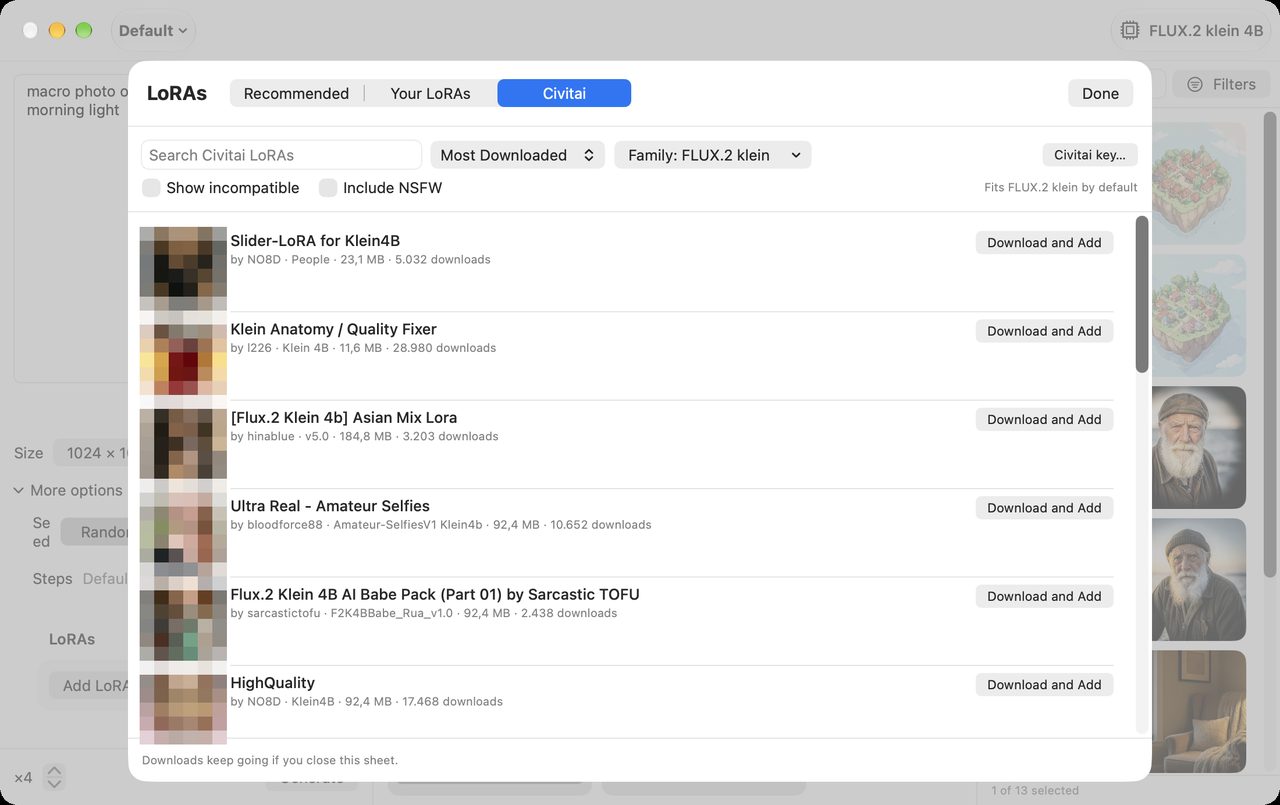 Default
FLUX.2 klein 4B
macro photo o
morning light
Filters
LoRAs
Recommended
Your LoRAs
Civitai
Done
Search Civitai LoRAs
Most Downloaded
Family: FLUX.2 klein
Civitai key...
Show incompatible
Include NSFW
Fits FLUX.2 klein by default
Slider-LoRA for Klein4B
by NO8D · People · 23,1 MB · 5.032 downloads
Download and Add
Klein Anatomy / Quality Fixer
by l226 · Klein 4B · 11,6 MB · 28.980 downloads
Download and Add
[Flux.2 Klein 4b] Asian Mix Lora
by hinablue · v5.0 · 184,8 MB · 3.203 downloads
Download and Add
Ultra Real - Amateur Selfies
by bloodforce88 · Amateur-SelfiesV1 Klein4b · 92,4 MB · 10.652 downloads
Download and Add
Flux.2 Klein 4B AI Babe Pack (Part 01) by Sarcastic TOFU
by sarcastictofu · F2K4BBabe_Rua_v1.0 · 92,4 MB · 2.438 downloads
Download and Add
HighQuality
by NO8D · Klein4B · 92,4 MB · 17.468 downloads
Download and Add
Downloads keep going if you close this sheet.
Size
1024 × 10
More options
Se
ed
Rando
Steps
Defaul
LoRAs
Add LoRA
×4
Generate
1 of 13 selected